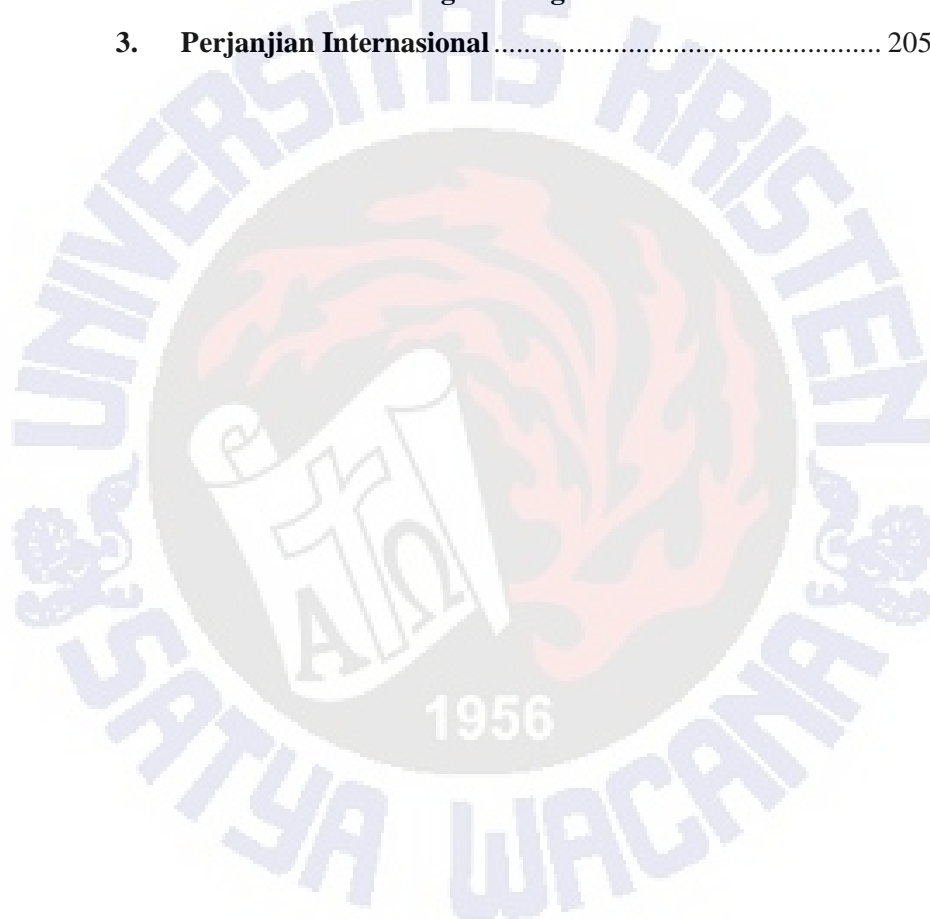 3. Perjanjian Internasional ................................................ 205
UNIVERSITAS KRISTEN
SATYA WACANA
Α Ω
1956